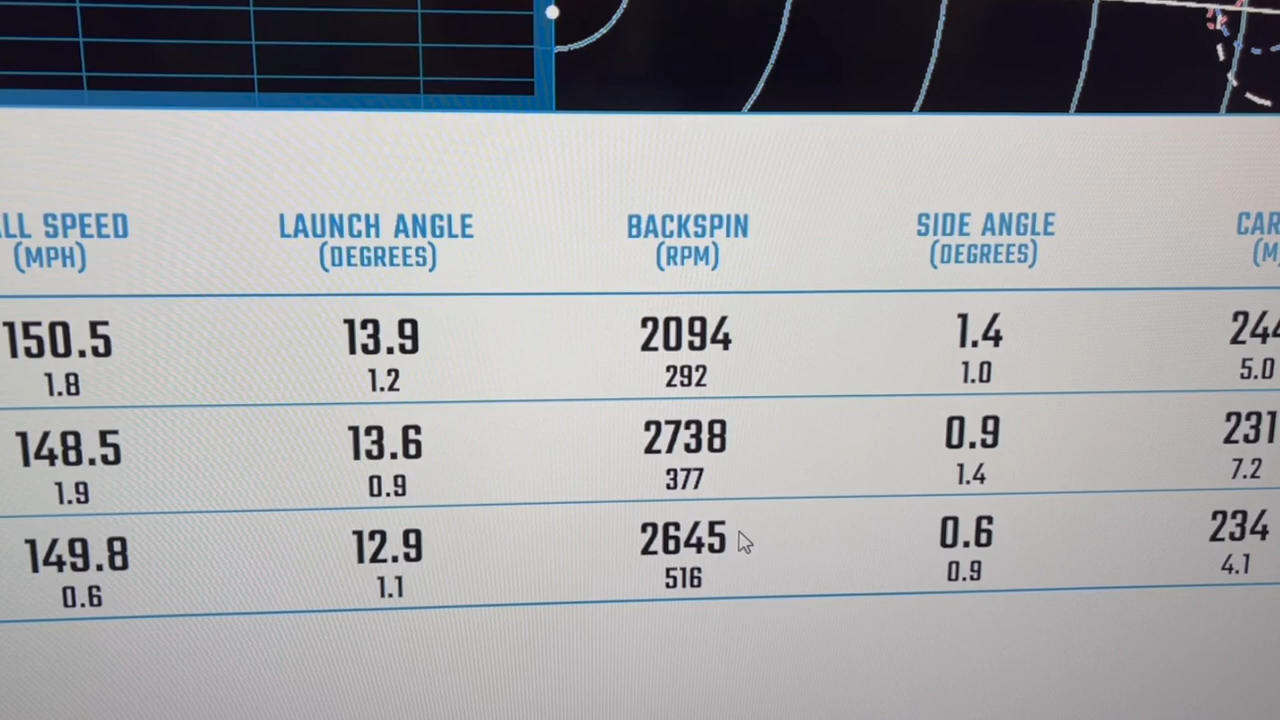 LL SPEED LAUNCH ANGLE BACKSPIN SIDE ANGLE CAR
(MPH) (DEGREES) (RPM) (DEGREES) (M
150.5 13.9 2094 1.4 244
1.8 1.2 292 1.0 5.0
148.5 13.6 2738 0.9 231
1.9 0.9 377 1.4 7.2
149.8 12.9 2645 0.6 234
0.6 1.1 516 0.9 4.1